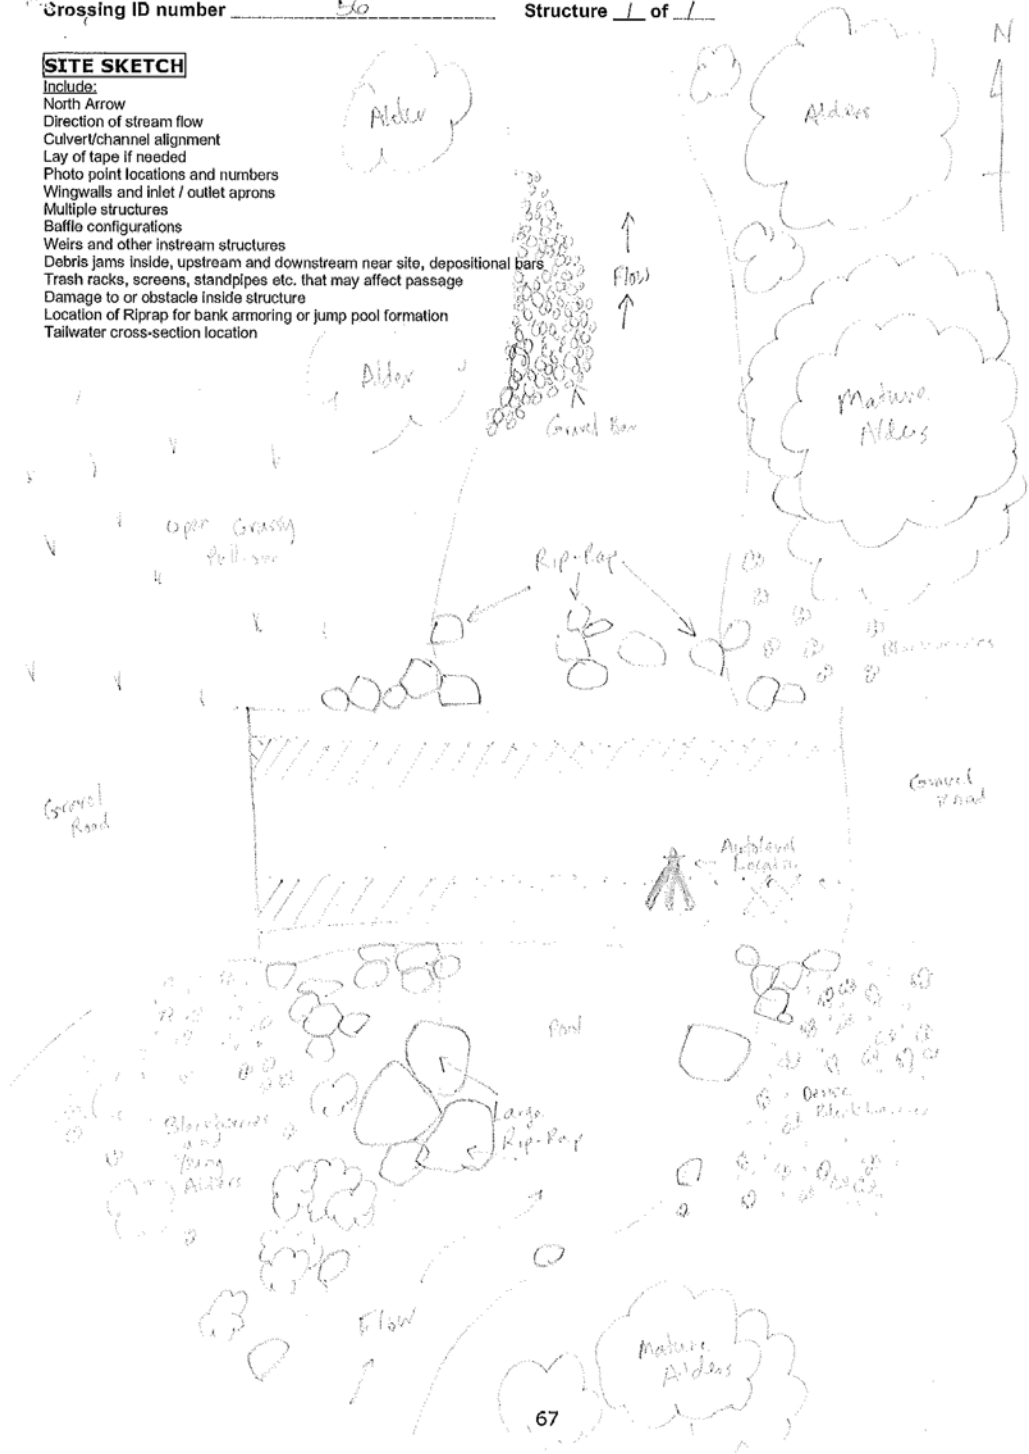 Crossing ID number 56 Structure 1 of 1
SITE SKETCH
Include:
North Arrow
Direction of stream flow
Culvert/channel alignment
Lay of tape if needed
Photo point locations and numbers
Wingwalls and inlet / outlet aprons
Multiple structures
Baffle configurations
Weirs and other instream structures
Debris jams inside, upstream and downstream near site, depositional bars
Trash racks, screens, standpipes etc. that may affect passage
Damage to or obstacle inside structure
Location of Riprap for bank armoring or jump pool formation
Tailwater cross-section location
N
Alder
Alders
Flow
Alder
Gravel Bar
Mature
Alders
Open Grassy
Rip-Rap
Blackberries
Gravel
Road
Gravel
Road
Autolevel
Location
Pool
Large
Rip-Rap
Dense
Blackberries
Blackberries
and
Young
Alders
Flow
Mature
Alders
67